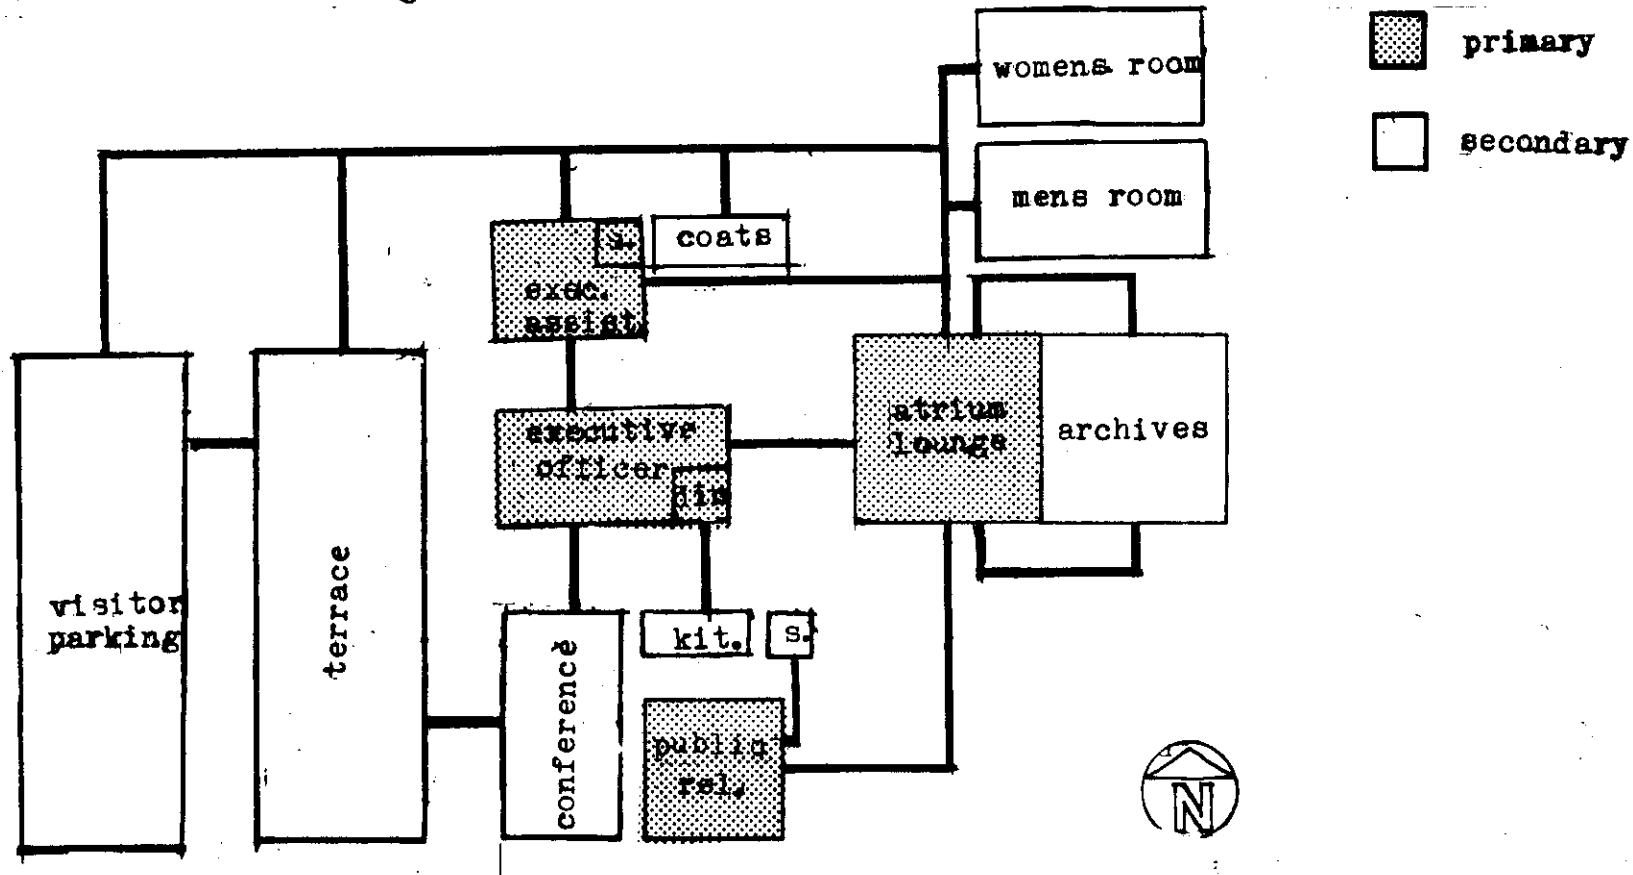 womens room
primary
secondary
mens room
s.
coats
exec.
assist.
executive
officer
din
atrium
lounge
archives
visitor
parking
terrace
conference
kit.
s.
public
rel.
N